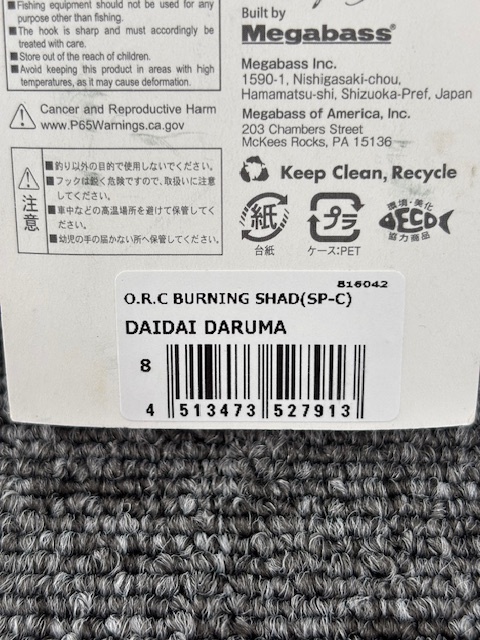 ■Fishing equipment should not be used for any
purpose other than fishing.
■The hook is sharp and must accordingly be
treated with care.
■Store out of the reach of children.
■Avoid keeping this product in areas with high
temperatures, as it may cause deformation.
Cancer and Reproductive Harm
www.P65Warnings.ca.gov
注意
■釣り以外の目的で使用しないでください。
■フックは鋭く危険ですので、取扱いに注意
してください。
■車中などの高温場所を避けて保管してく
ださい。
■幼児の手の届かない所へ保管してください。
Built by
Megabass®
Megabass Inc.
1590-1, Nishigasaki-chou,
Hamamatsu-shi, Shizuoka-Pref, Japan
Megabass of America, Inc.
203 Chambers Street
McKees Rocks, PA 15136
Keep Clean, Recycle
紙
台紙
プラ
ケース:PET
環境・美化
ECO
協力商品
816042
O.R.C BURNING SHAD(SP-C)
DAIDAI DARUMA
8
4 513473 527913